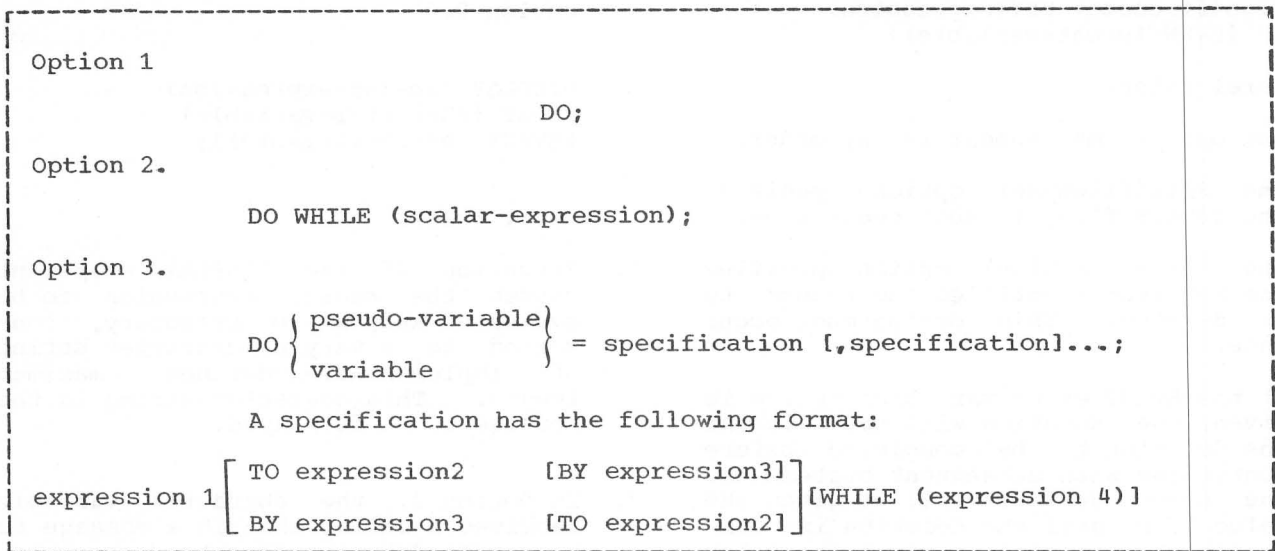 Option 1
DO;
Option 2.
DO WHILE (scalar-expression);
Option 3.
DO { pseudo-variable } = specification [,specification]...;
variable
A specification has the following format:
expression 1 [ TO expression2 [BY expression3] ] [WHILE (expression 4)]
BY expression3 [TO expression2]